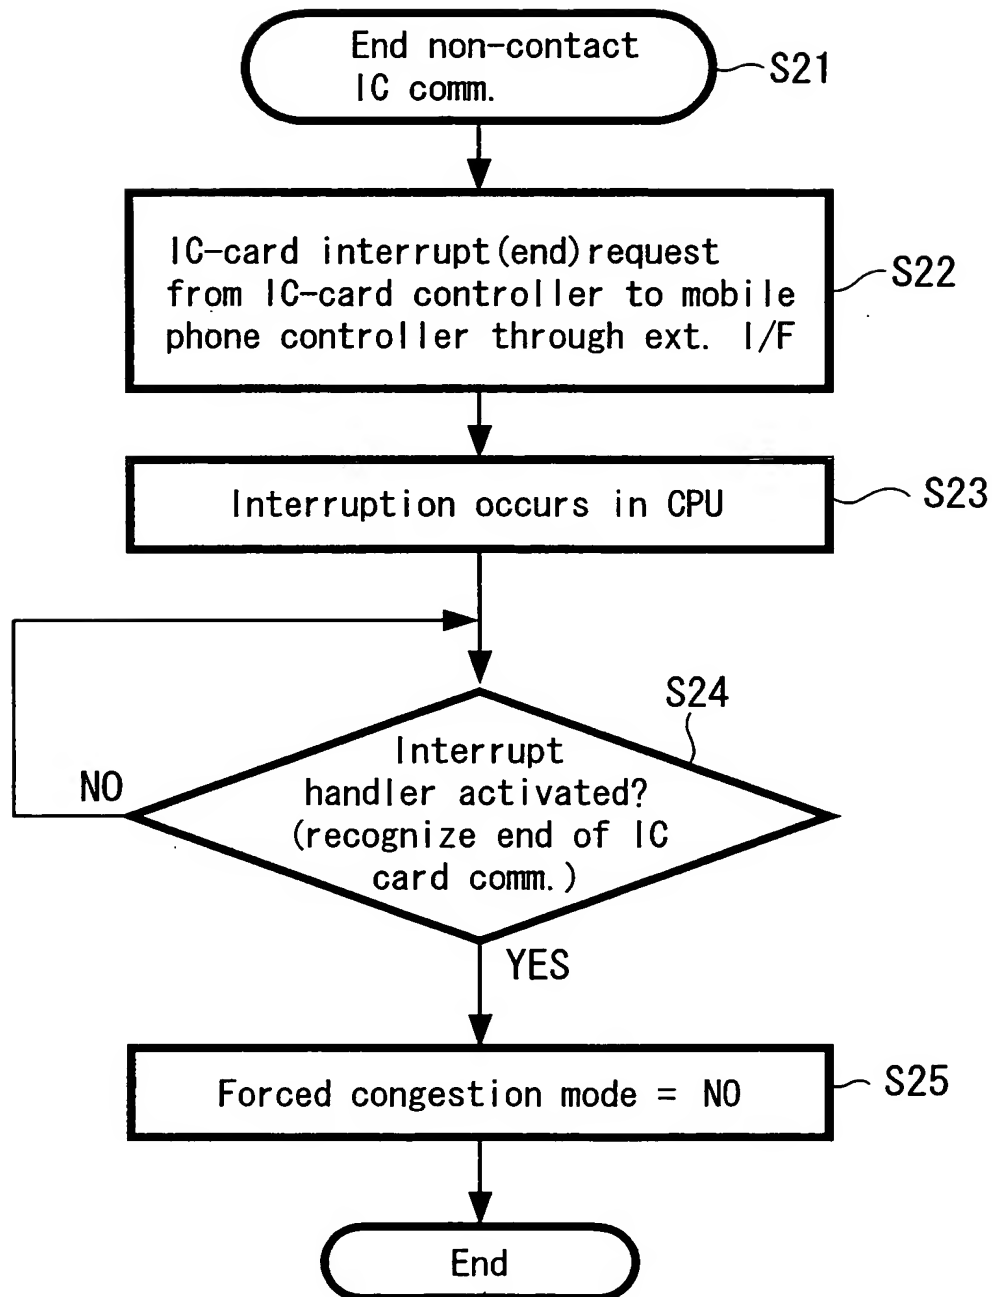 End non-contact
IC comm.
S21
IC-card interrupt(end)request
from IC-card controller to mobile
phone controller through ext. I/F
S22
Interruption occurs in CPU
S23
S24
Interrupt
handler activated?
(recognize end of IC
card comm.)
NO
YES
Forced congestion mode = NO
S25
End